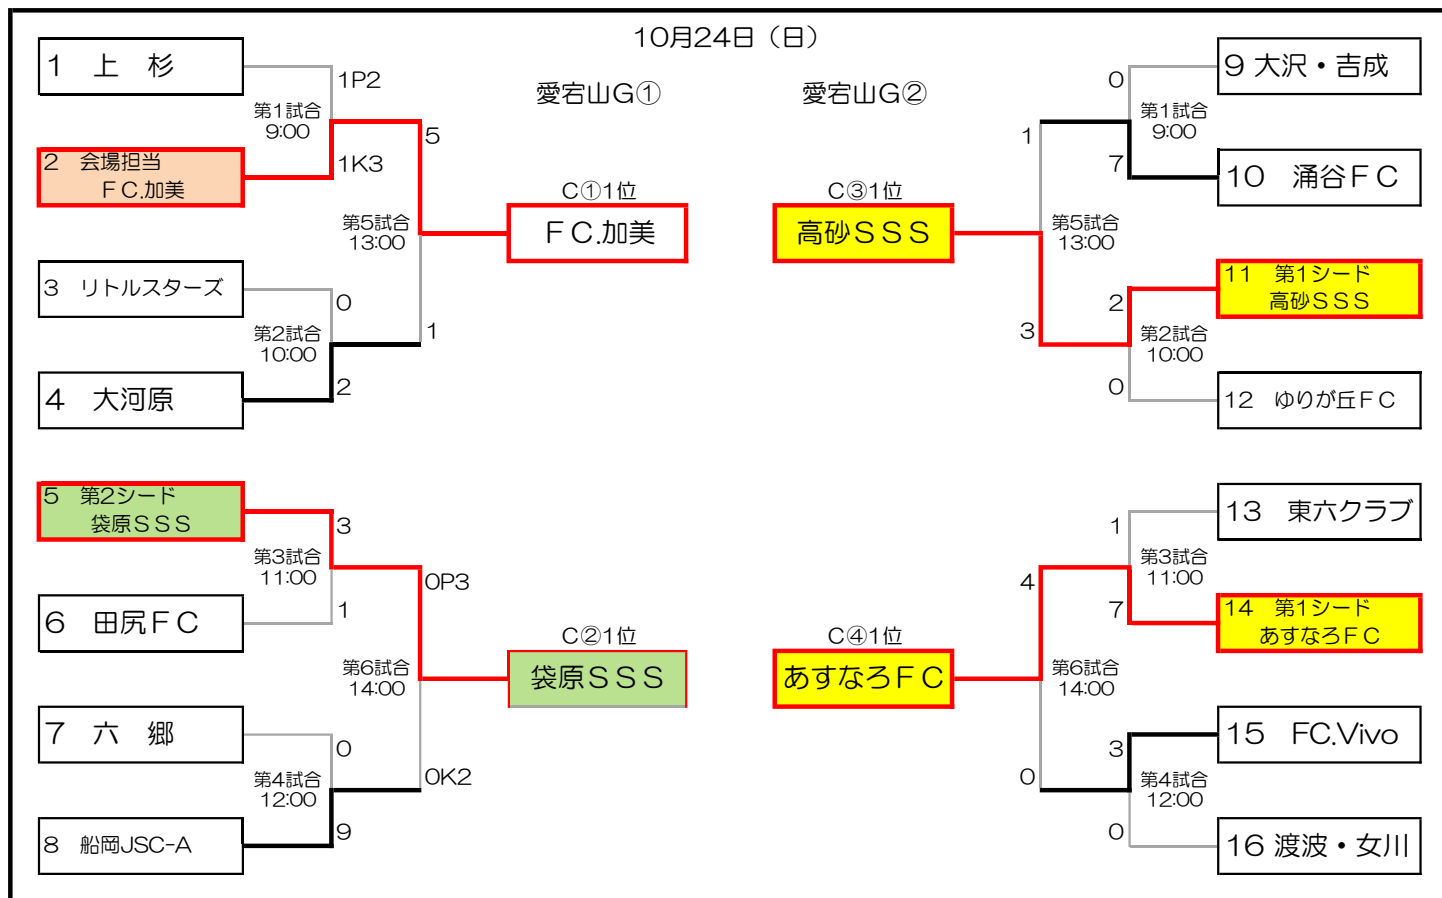 10月24日（日）
愛宕山G①
愛宕山G②
1 上 杉
1P2
第1試合
9:00
2 会場担当
ＦＣ.加美
1K3
5
第5試合
13:00
C①1位
ＦＣ.加美
3 リトルスターズ
0
第2試合
10:00
1
4 大河原
2
5 第2シード
袋原ＳＳＳ
3
第3試合
11:00
0P3
6 田尻ＦＣ
1
第6試合
14:00
C②1位
袋原ＳＳＳ
7 六 郷
0
第4試合
12:00
0K2
8 船岡JSC-A
9
9 大沢・吉成
0
第1試合
9:00
1
10 涌谷ＦＣ
7
C③1位
高砂ＳＳＳ
第5試合
13:00
11 第1シード
高砂ＳＳＳ
2
3
第2試合
10:00
12 ゆりが丘ＦＣ
0
13 東六クラブ
1
第3試合
11:00
4
14 第1シード
あすなろＦＣ
7
C④1位
あすなろＦＣ
第6試合
14:00
15 FC.Vivo
3
0
第4試合
12:00
16 渡波・女川
0